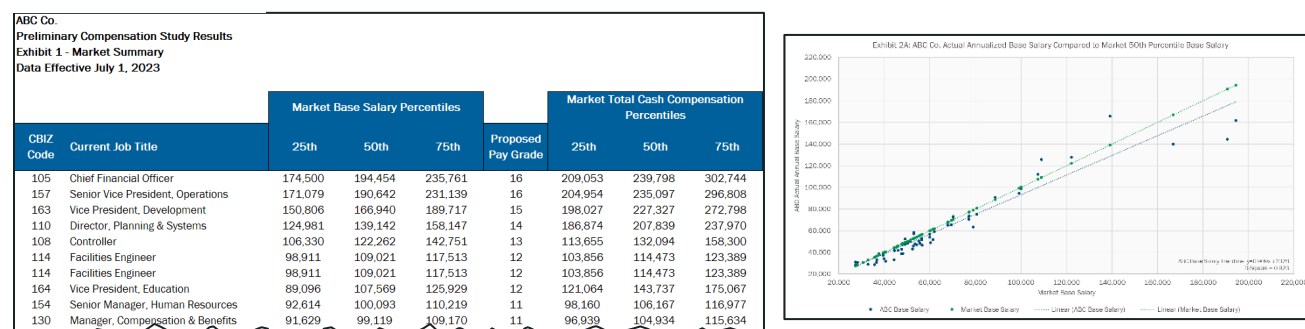 ABC Co.
Preliminary Compensation Study Results
Exhibit 1 - Market Summary
Data Effective July 1, 2023
Market Base Salary Percentiles
Market Total Cash Compensation
Percentiles
CBIZ Code Current Job Title 25th 50th 75th Proposed Pay Grade 25th 50th 75th
105 Chief Financial Officer 174,500 194,454 235,761 16 209,053 239,798 302,744
157 Senior Vice President, Operations 171,079 190,642 231,139 16 204,954 235,097 296,808
163 Vice President, Development 150,806 166,940 189,717 15 198,027 227,327 272,798
110 Director, Planning & Systems 124,981 139,142 158,147 14 186,874 207,839 237,970
108 Controller 106,330 122,262 142,751 13 113,655 132,094 158,300
114 Facilities Engineer 98,911 109,021 117,513 12 103,856 114,473 123,389
114 Facilities Engineer 98,911 109,021 117,513 12 103,856 114,473 123,389
164 Vice President, Education 89,096 107,569 125,929 12 121,064 143,737 175,067
154 Senior Manager, Human Resources 92,614 100,093 110,219 11 98,160 106,167 116,977
130 Manager, Compensation & Benefits 91,629 99,119 109,170 11 96,939 104,934 115,634
Exhibit 2A: ABC Co. Actual Annualized Base Salary Compared to Market 50th Percentile Base Salary
220,000
200,000
180,000
160,000
140,000
120,000
100,000
80,000
60,000
40,000
20,000
ABC Actual Annual Base Salary
20,000 40,000 60,000 80,000 100,000 120,000 140,000 160,000 180,000 200,000 220,000
Market Base Salary
ABC Base Salary Market Base Salary Linear (ABC Base Salary) Linear (Market Base Salary)